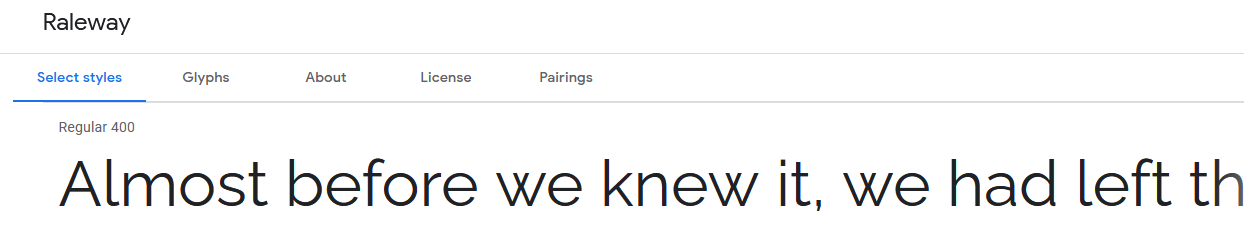 Raleway
Select styles Glyphs About License Pairings
Regular 400
Almost before we knew it, we had left th